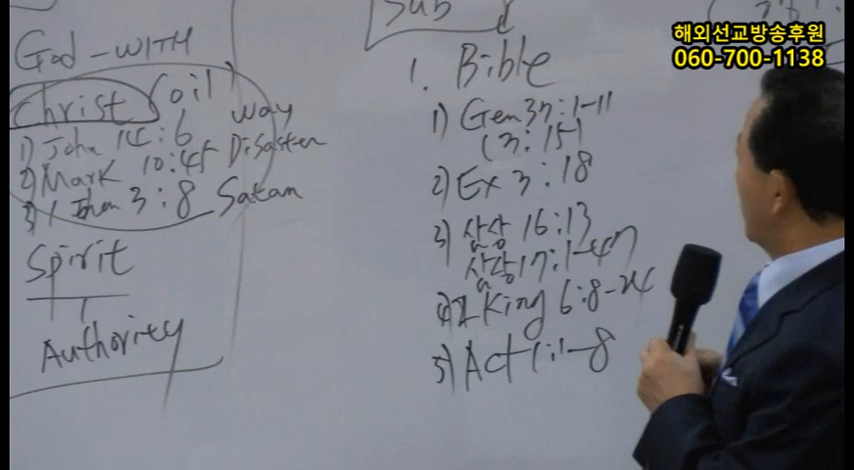 God - WITH
Christ (oil)
1) John 14:6 way
2) Mark 10:45 Disaster
3) 1 John 3:8 Satan
Spirit
Authority
Sub
1. Bible
1) Gen 37:1-11
(3:15)
2) Ex 3:18
3) 삼상 16:13
삼상 17:1-47
4) 2 King 6:8-24
5) Act 1:1-8
해외선교방송후원
060-700-1138